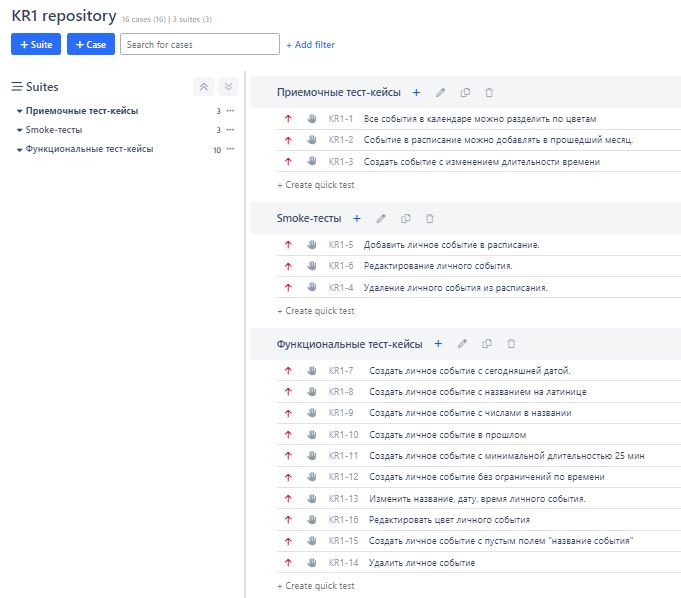 KR1 repository 16 cases (16) | 3 suites (3)
+ Suite + Case Search for cases + Add filter
Suites
Приемочные тест-кейсы 3
Smoke-тесты 3
Функциональные тест-кейсы 10
Приемочные тест-кейсы
KR1-1 Все события в календаре можно разделить по цветам
KR1-2 Событие в расписание можно добавлять в прошедший месяц.
KR1-3 Создать событие с изменением длительности времени
+ Create quick test
Smoke-тесты
KR1-5 Добавить личное событие в расписание.
KR1-6 Редактирование личного события.
KR1-4 Удаление личного события из расписания.
+ Create quick test
Функциональные тест-кейсы
KR1-7 Создать личное событие с сегодняшней датой.
KR1-8 Создать личное событие с названием на латинице
KR1-9 Создать личное событие с числами в названии
KR1-10 Создать личное событие в прошлом
KR1-11 Создать личное событие с минимальной длительностью 25 мин
KR1-12 Создать личное событие без ограничений по времени
KR1-13 Изменить название, дату, время личного события.
KR1-16 Редактировать цвет личного события
KR1-15 Создать личное событие с пустым полем "название события"
KR1-14 Удалить личное событие
+ Create quick test